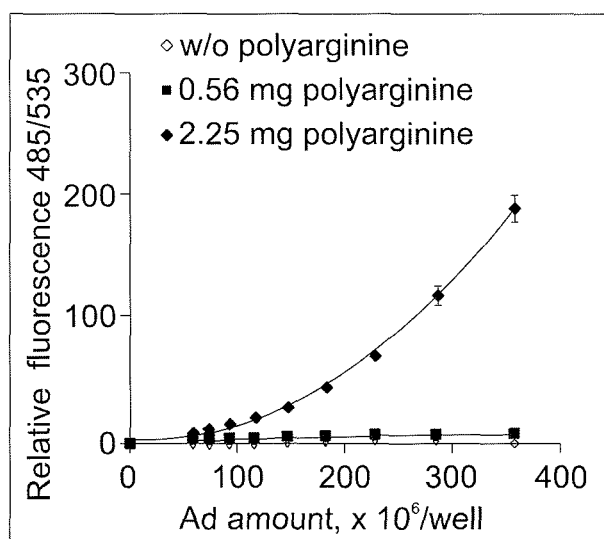 w/o polyarginine
0.56 mg polyarginine
2.25 mg polyarginine
Relative fluorescence 485/535
300
200
100
0
0
100
200
300
400
Ad amount, x 10⁶/well